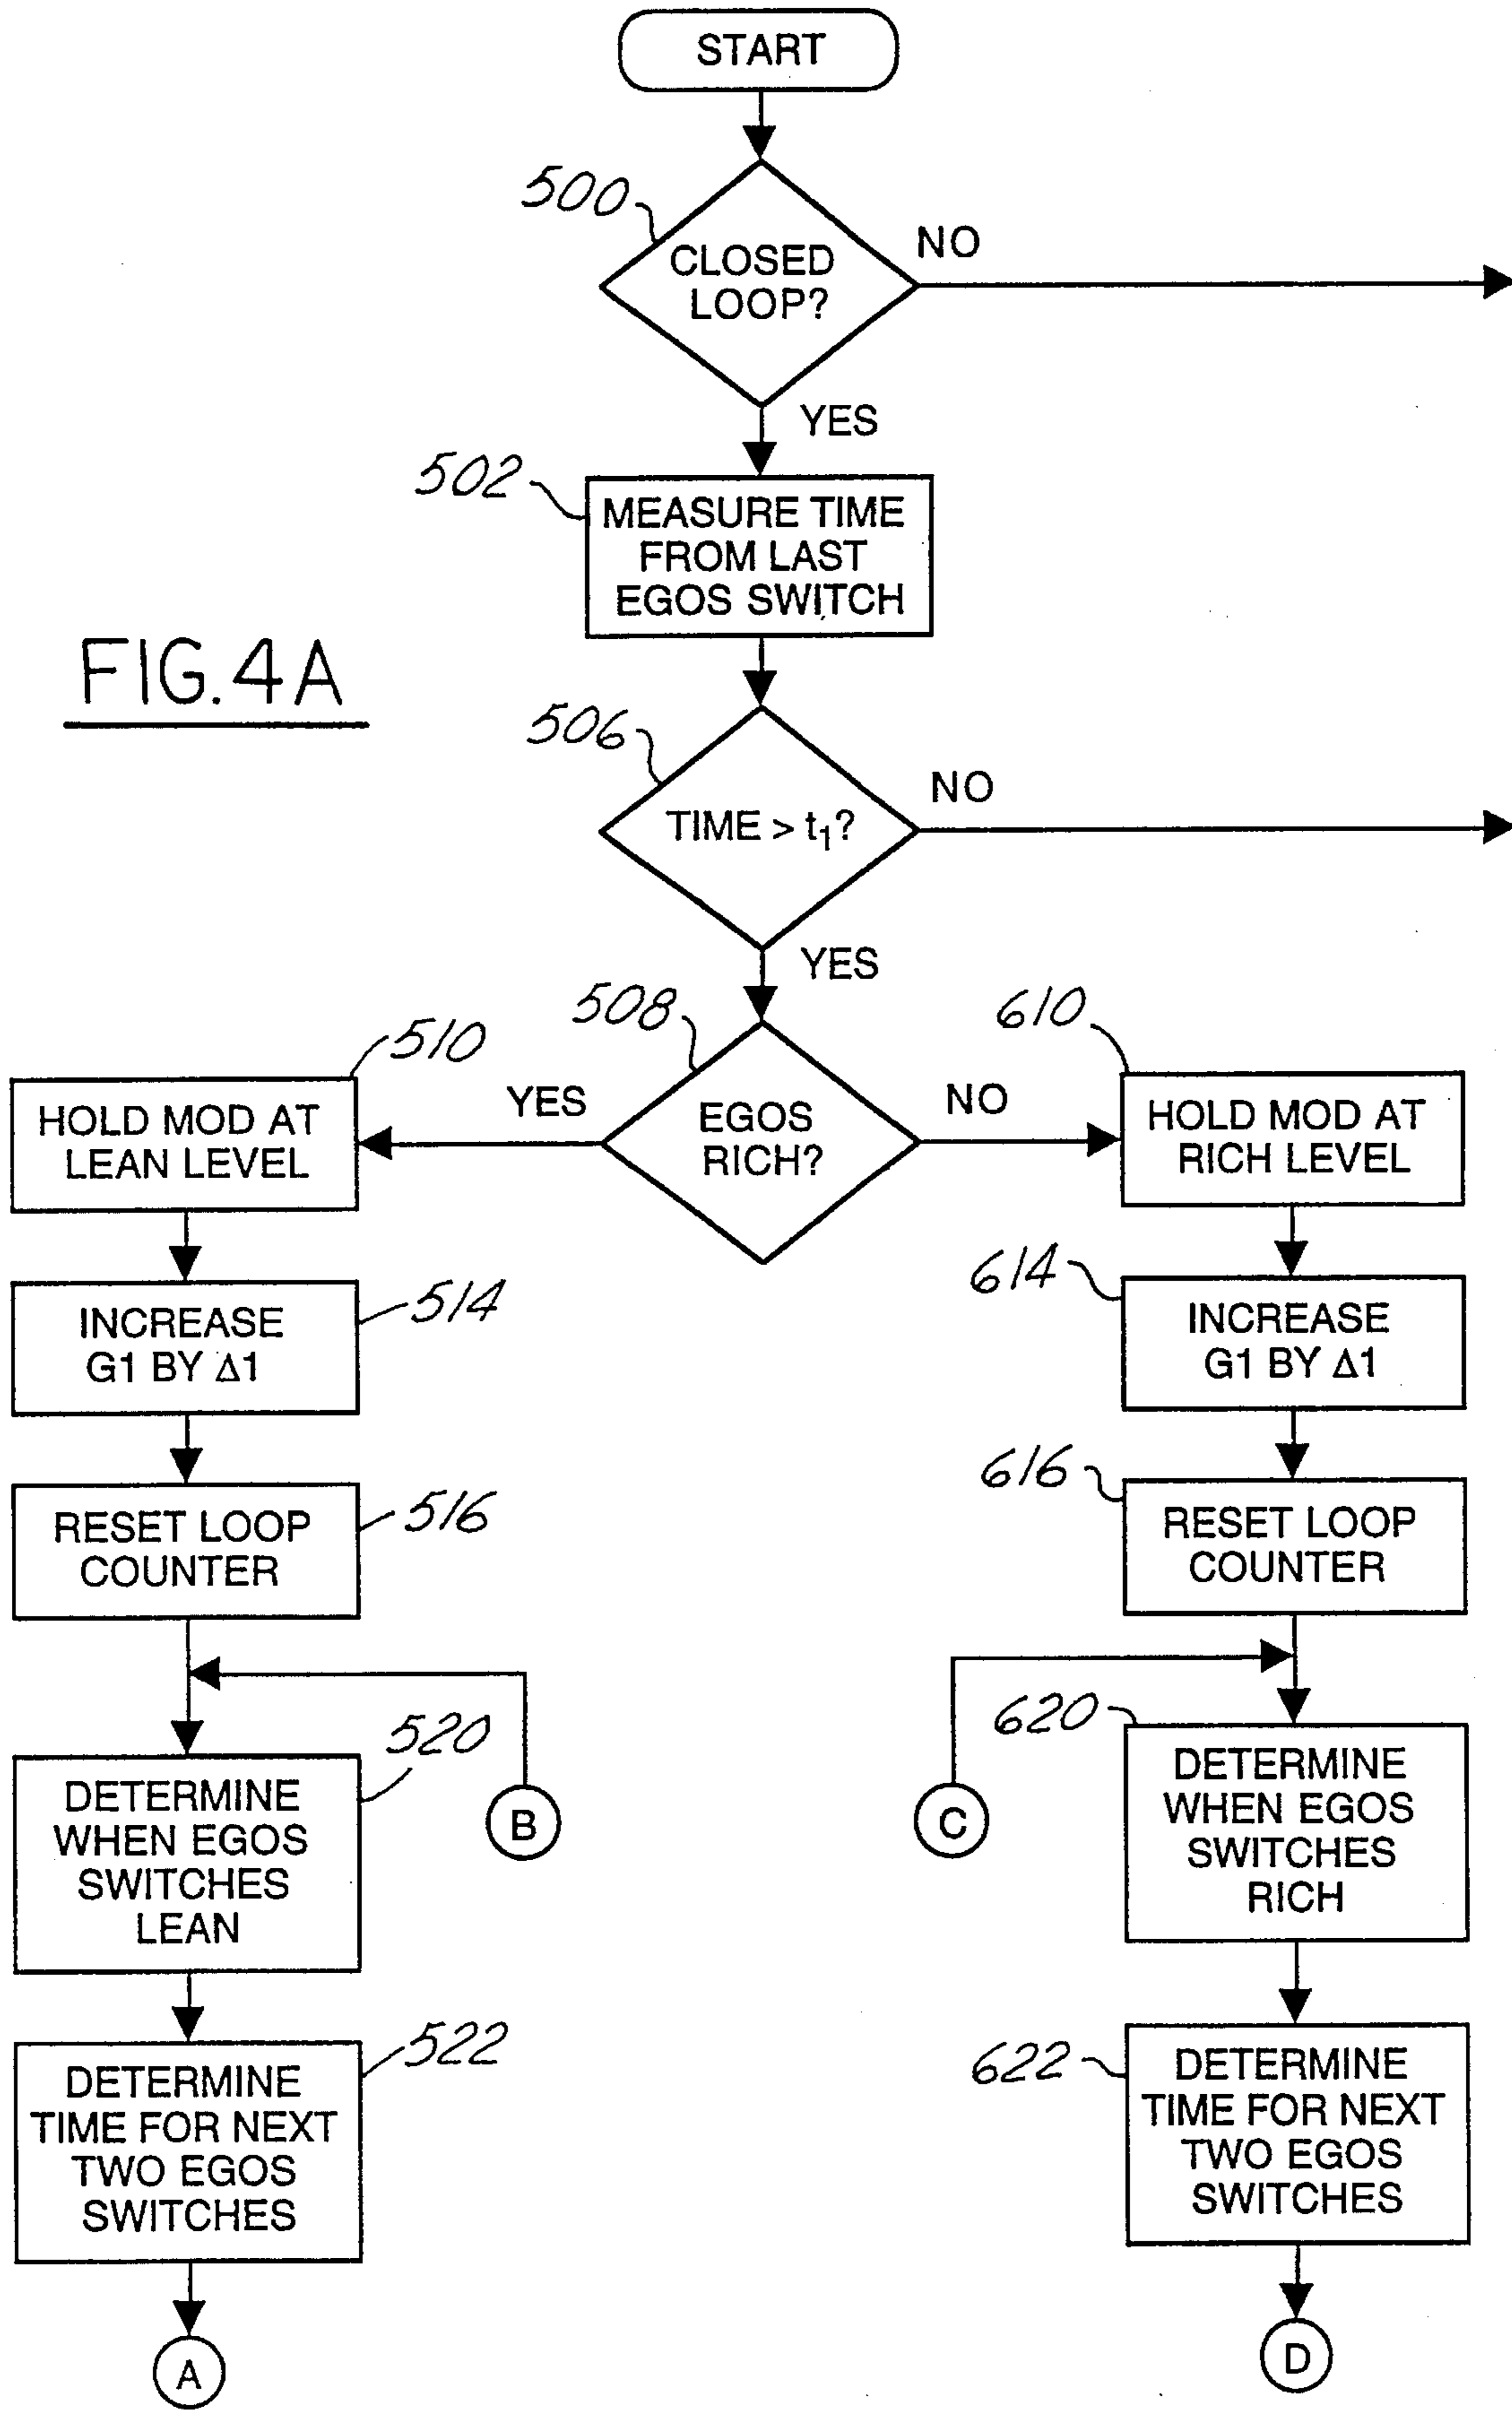 START
500
CLOSED
LOOP?
NO
YES
502
MEASURE TIME
FROM LAST
EGOS SWITCH
FIG.4A
506
TIME > t₁?
NO
YES
508
EGOS
RICH?
YES
NO
510
HOLD MOD AT
LEAN LEVEL
610
HOLD MOD AT
RICH LEVEL
514
INCREASE
G1 BY Δ1
614
INCREASE
G1 BY Δ1
516
RESET LOOP
COUNTER
616
RESET LOOP
COUNTER
B
C
520
DETERMINE
WHEN EGOS
SWITCHES
LEAN
620
DETERMINE
WHEN EGOS
SWITCHES
RICH
522
DETERMINE
TIME FOR NEXT
TWO EGOS
SWITCHES
622
DETERMINE
TIME FOR NEXT
TWO EGOS
SWITCHES
A
D